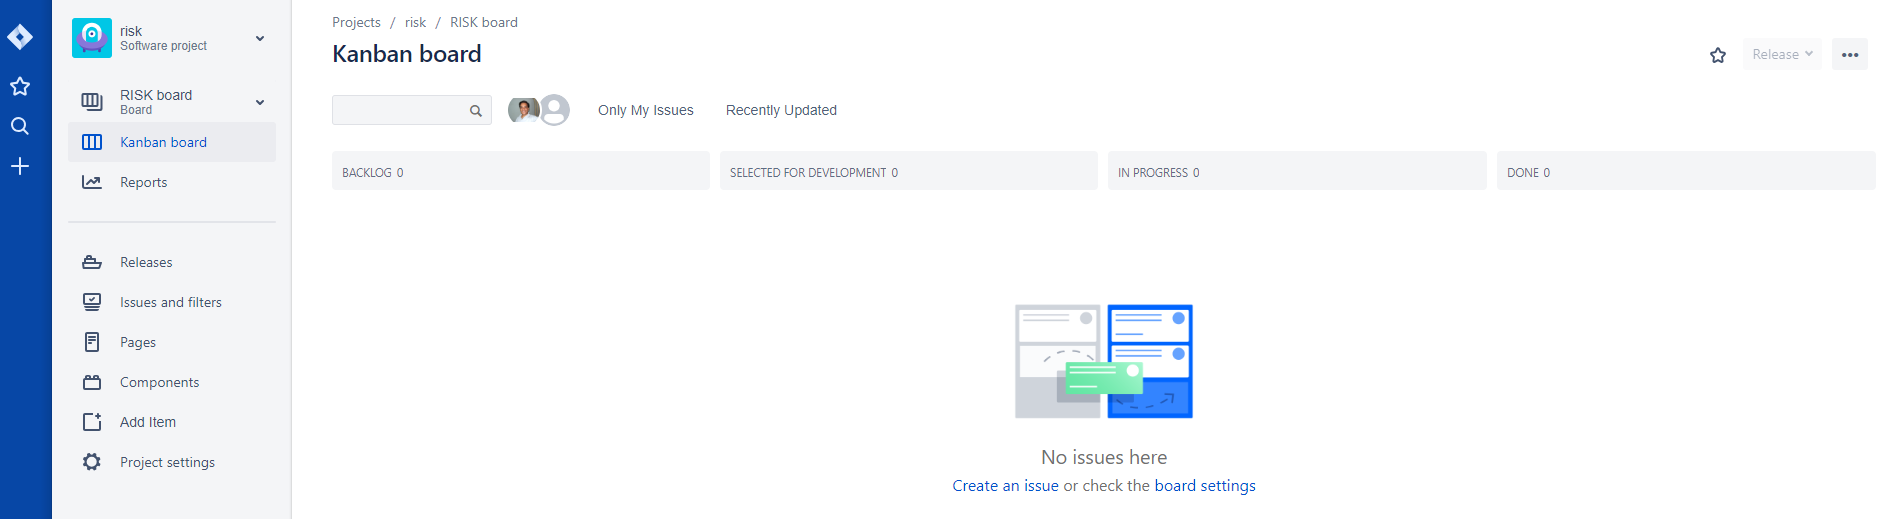 risk
Software project
RISK board
Board
Kanban board
Reports
Releases
Issues and filters
Pages
Components
Add Item
Project settings
Projects / risk / RISK board
Kanban board
Release
Only My Issues Recently Updated
BACKLOG 0 SELECTED FOR DEVELOPMENT 0 IN PROGRESS 0 DONE 0
No issues here
Create an issue or check the board settings